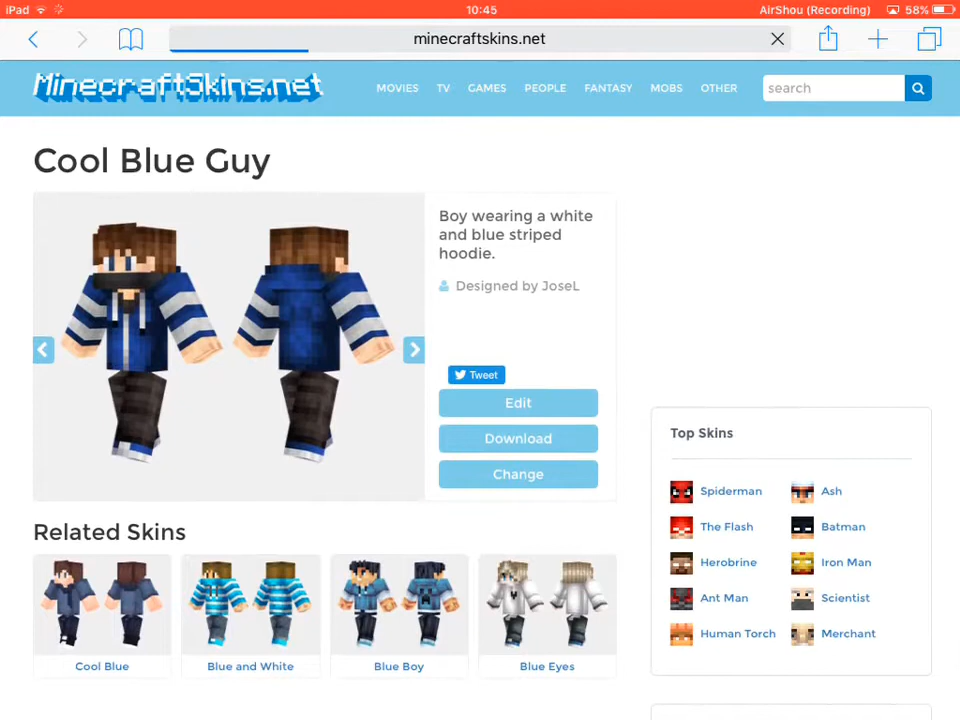 iPad 10:45 AirShou (Recording) 58%
minecraftskins.net
MinecraftSkins.net MOVIES TV GAMES PEOPLE FANTASY MOBS OTHER search
Cool Blue Guy
Boy wearing a white
and blue striped
hoodie.
Designed by JoseL
Tweet
Edit
Download
Change
Related Skins
Cool Blue
Blue and White
Blue Boy
Blue Eyes
Top Skins
Spiderman Ash
The Flash Batman
Herobrine Iron Man
Ant Man Scientist
Human Torch Merchant